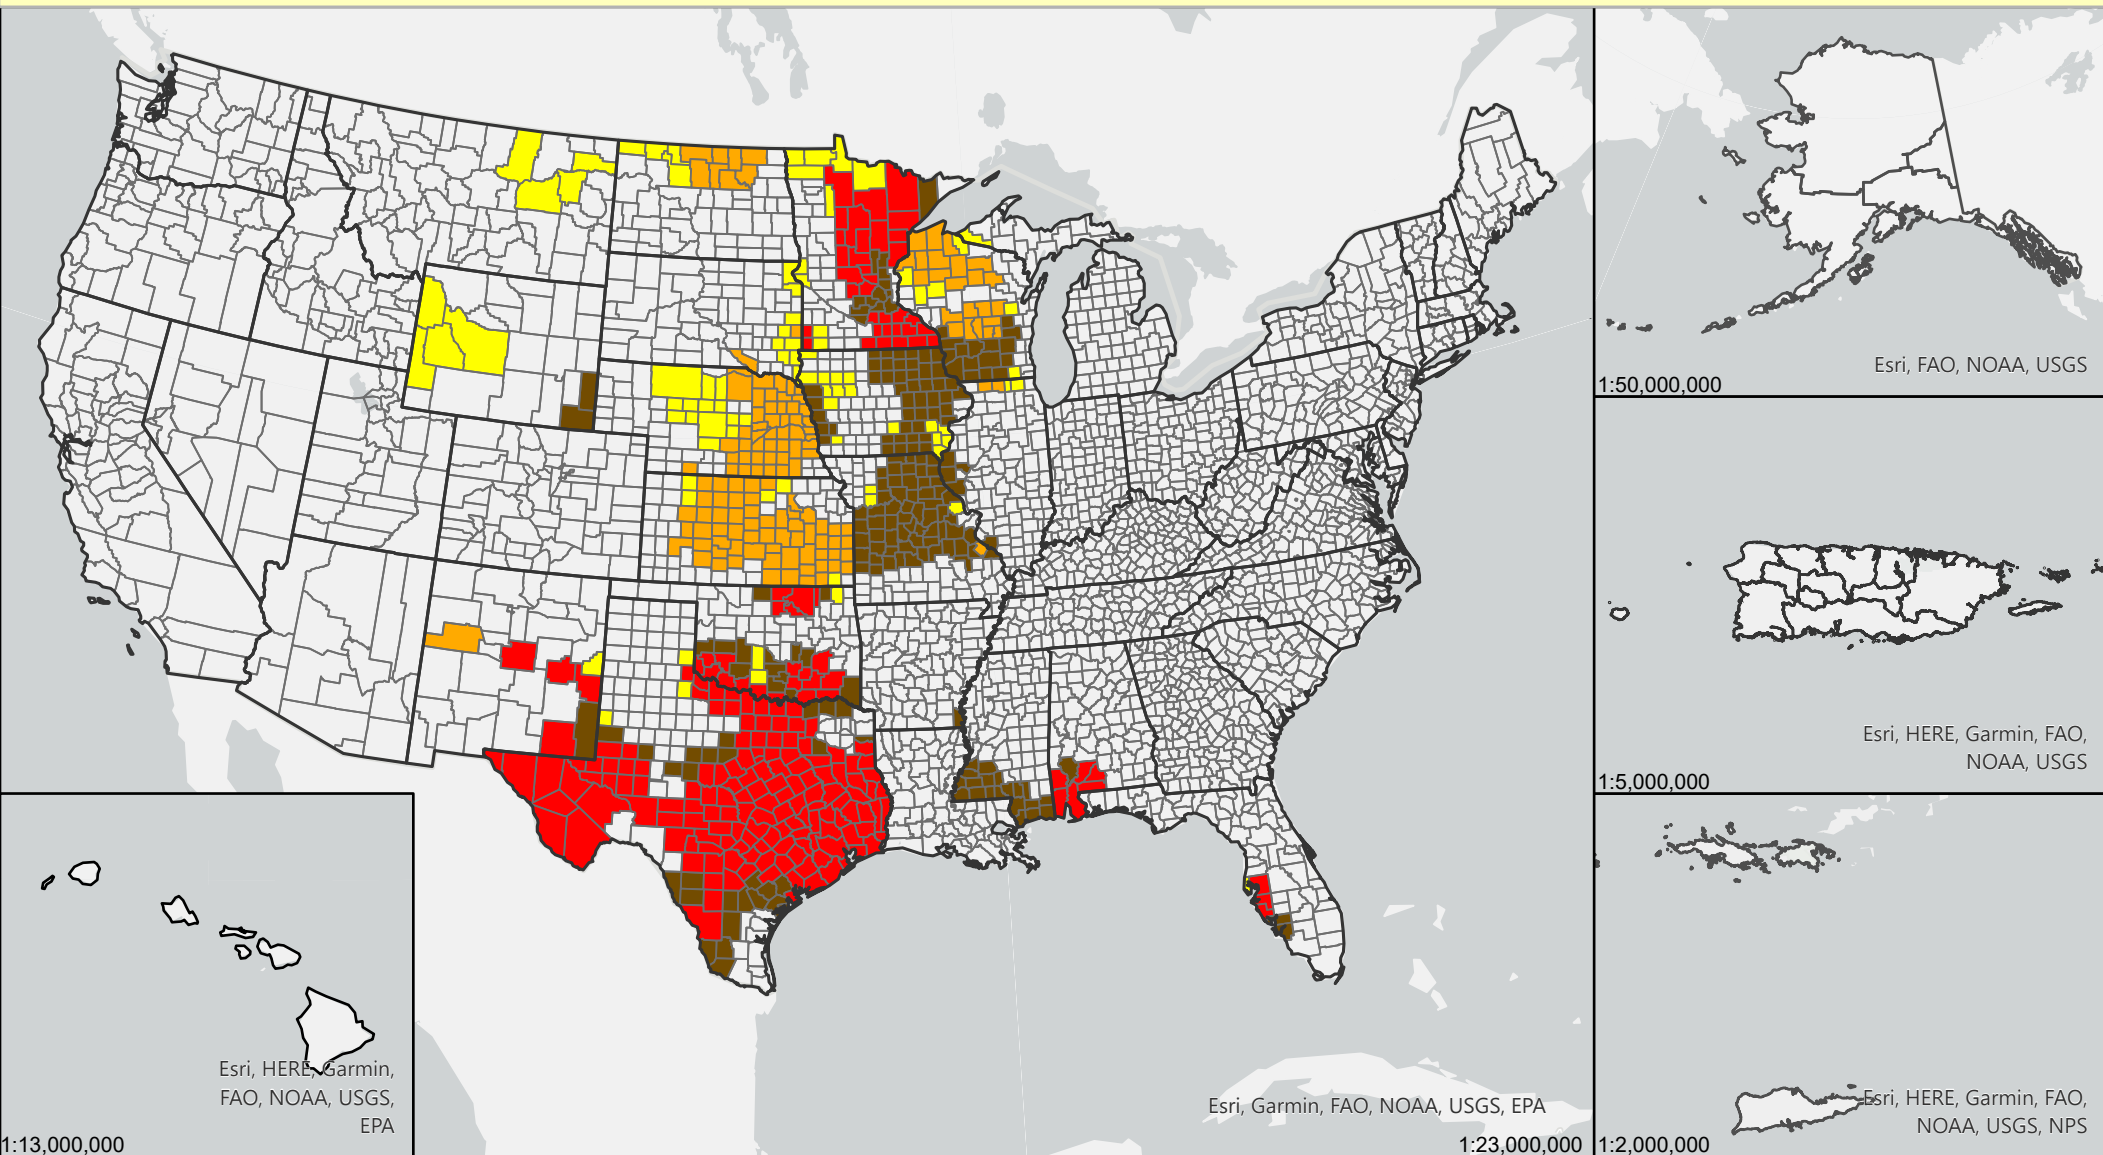 Esri, FAO, NOAA, USGS
1:50,000,000
Esri, HERE, Garmin, FAO,
NOAA, USGS
1:5,000,000
Esri, HERE, Garmin,
FAO, NOAA, USGS,
EPA
1:13,000,000
Esri, Garmin, FAO, NOAA, USGS, EPA
1:23,000,000
Esri, HERE, Garmin, FAO,
NOAA, USGS, NPS
1:2,000,000